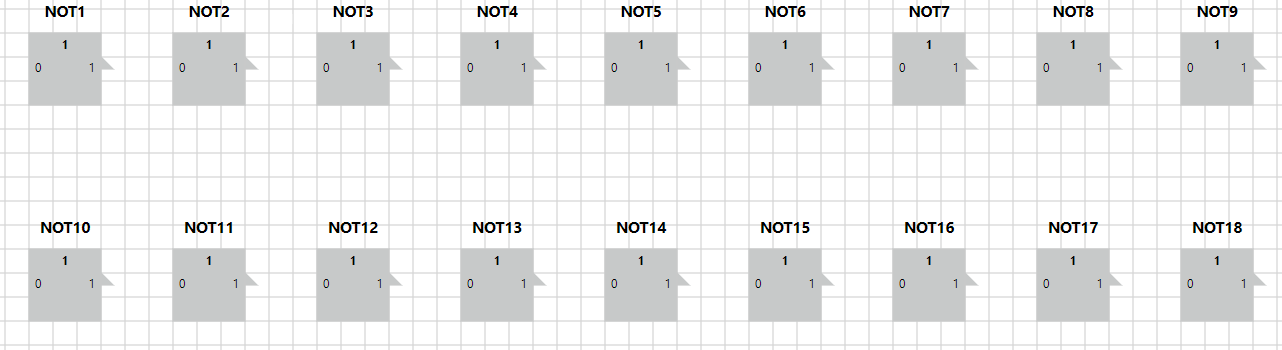 NOT1 NOT2 NOT3 NOT4 NOT5 NOT6 NOT7 NOT8 NOT9
1 1 1 1 1 1 1 1 1
0 1 0 1 0 1 0 1 0 1 0 1 0 1 0 1 0 1
NOT10 NOT11 NOT12 NOT13 NOT14 NOT15 NOT16 NOT17 NOT18
1 1 1 1 1 1 1 1 1
0 1 0 1 0 1 0 1 0 1 0 1 0 1 0 1 0 1